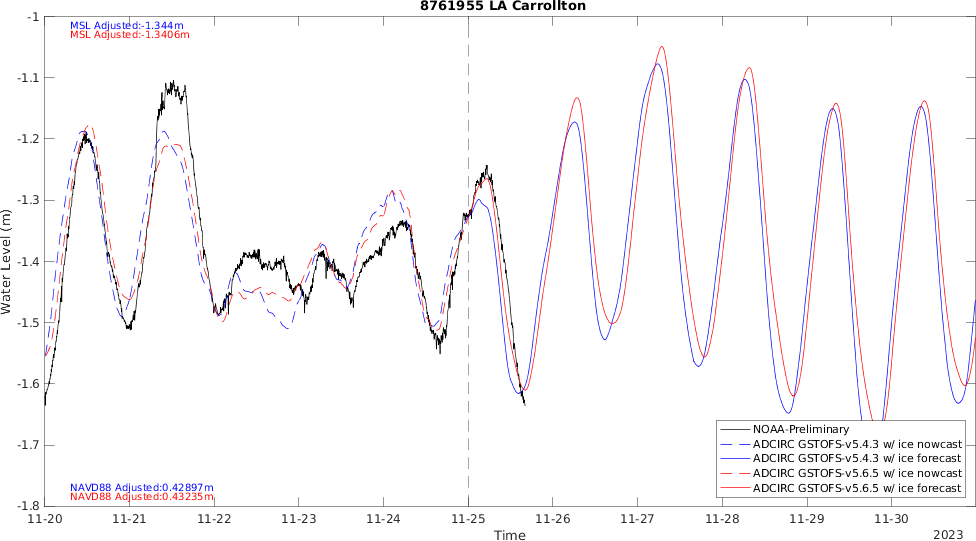 8761955 LA Carrollton
MSL Adjusted:-1.344m
MSL Adjusted:-1.3406m
-1
-1.1
-1.2
-1.3
-1.4
-1.5
-1.6
-1.7
-1.8
Water Level (m)
NOAA-Preliminary
ADCIRC GSTOFS-v5.4.3 w/ ice nowcast
ADCIRC GSTOFS-v5.4.3 w/ ice forecast
ADCIRC GSTOFS-v5.6.5 w/ ice nowcast
ADCIRC GSTOFS-v5.6.5 w/ ice forecast
NAVD88 Adjusted:0.42897m
NAVD88 Adjusted:0.43235m
11-20 11-21 11-22 11-23 11-24 11-25 11-26 11-27 11-28 11-29 11-30
Time
2023